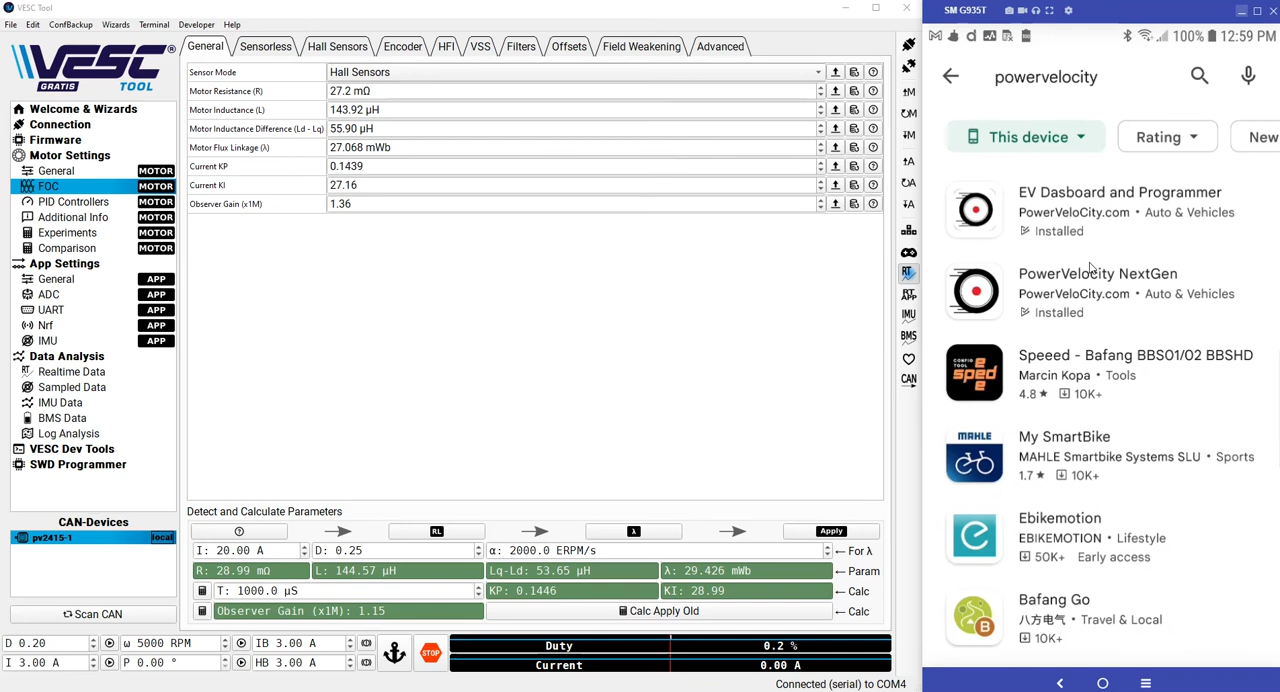 VESC Tool
File Edit ConfBackup Wizards Terminal Developer Help
VESC
GRATIS TOOL
Welcome & Wizards
Connection
Firmware
Motor Settings
General MOTOR
FOC MOTOR
PID Controllers MOTOR
Additional Info MOTOR
Experiments MOTOR
Comparison MOTOR
App Settings
General APP
ADC APP
UART APP
Nrf APP
IMU APP
Data Analysis
Realtime Data
Sampled Data
IMU Data
BMS Data
Log Analysis
VESC Dev Tools
SWD Programmer
CAN-Devices
pv2415-1 local
Scan CAN
General Sensorless Hall Sensors Encoder HFI VSS Filters Offsets Field Weakening Advanced
Sensor Mode Hall Sensors
Motor Resistance (R) 27.2 mΩ
Motor Inductance (L) 143.92 µH
Motor Inductance Difference (Ld - Lq) 55.90 µH
Motor Flux Linkage (λ) 27.068 mWb
Current KP 0.1439
Current KI 27.16
Observer Gain (x1M) 1.36
Detect and Calculate Parameters
RL λ Apply
I: 20.00 A D: 0.25 α: 2000.0 ERPM/s ← For λ
R: 28.99 mΩ L: 144.57 µH Lq-Ld: 53.65 µH λ: 29.426 mWb ← Param
T: 1000.0 µS KP: 0.1446 KI: 28.99 ← Calc
Observer Gain (x1M): 1.15 Calc Apply Old ← Calc
D 0.20 ω 5000 RPM IB 3.00 A
I 3.00 A P 0.00 ° HB 3.00 A
STOP
Duty 0.2 %
Current 0.00 A
Connected (serial) to COM4
M
M
M
A
A
A
RT
RT
APP
IMU
BMS
CAN
SM G935T
100% 12:59 PM
powervelocity
This device Rating New
EV Dasboard and Programmer
PowerVeloCity.com • Auto & Vehicles
Installed
PowerVelocity NextGen
PowerVeloCity.com • Auto & Vehicles
Installed
CONFIG TOOL
speed e
Speeed - Bafang BBS01/02 BBSHD
Marcin Kopa • Tools
4.8 ★ 10K+
MAHLE
My SmartBike
MAHLE Smartbike Systems SLU • Sports
1.7 ★ 10K+
Ebikemotion
EBIKEMOTION • Lifestyle
50K+ Early access
B
Bafang Go
八方电气 • Travel & Local
10K+